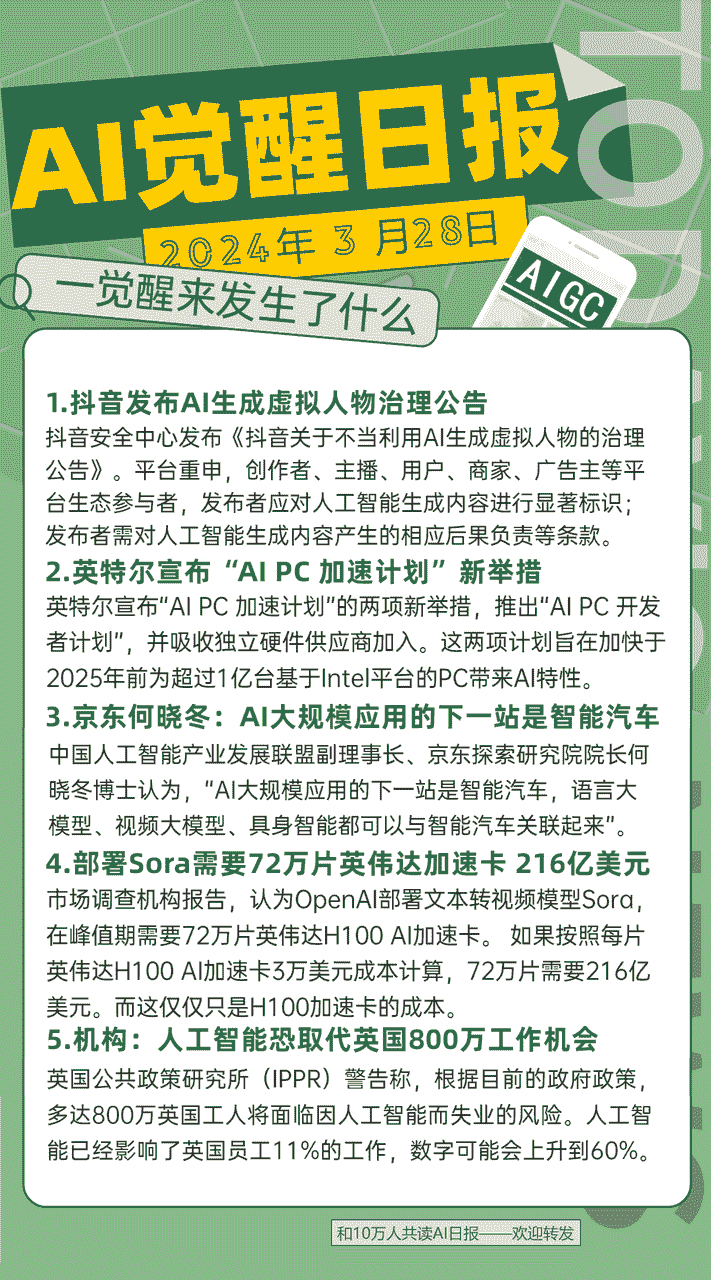 AI觉醒日报
2024年 3 月28日
一觉醒来发生了什么
AIGC
1.抖音发布AI生成虚拟人物治理公告
抖音安全中心发布《抖音关于不当利用AI生成虚拟人物的治理
公告》。平台重申，创作者、主播、用户、商家、广告主等平
台生态参与者，发布者应对人工智能生成内容进行显著标识；
发布者需对人工智能生成内容产生的相应后果负责等条款。
2.英特尔宣布“AI PC 加速计划”新举措
英特尔宣布“AI PC 加速计划”的两项新举措，推出“AI PC 开发
者计划”，并吸收独立硬件供应商加入。这两项计划旨在加快于
2025年前为超过1亿台基于Intel平台的PC带来AI特性。
3.京东何晓冬：AI大规模应用的下一站是智能汽车
中国人工智能产业发展联盟副理事长、京东探索研究院院长何
晓冬博士认为，“AI大规模应用的下一站是智能汽车，语言大
模型、视频大模型、具身智能都可以与智能汽车关联起来”。
4.部署Sora需要72万片英伟达加速卡 216亿美元
市场调查机构报告，认为OpenAI部署文本转视频模型Sora，
在峰值期需要72万片英伟达H100 AI加速卡。 如果按照每片
英伟达H100 AI加速卡3万美元成本计算，72万片需要216亿
美元。而这仅仅只是H100加速卡的成本。
5.机构：人工智能恐取代英国800万工作机会
英国公共政策研究所（IPPR）警告称，根据目前的政府政策，
多达800万英国工人将面临因人工智能而失业的风险。人工智
能已经影响了英国员工11%的工作，数字可能会上升到60%。
和10万人共读AI日报——欢迎转发